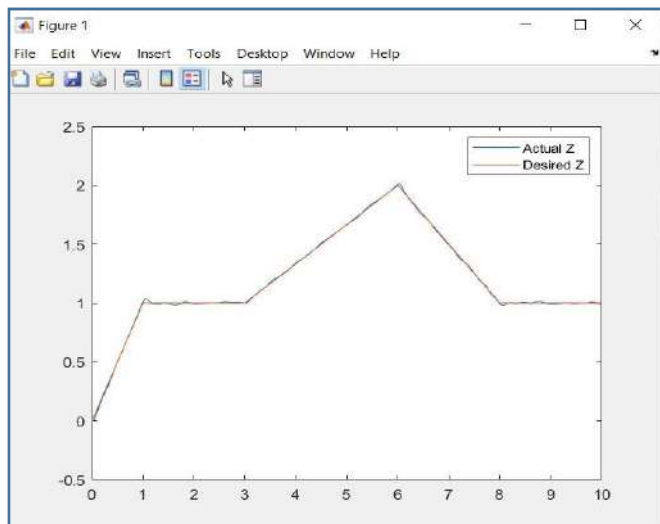 Figure 1
File Edit View Insert Tools Desktop Window Help
2.5
Actual Z
Desired Z
2
1.5
1
0.5
0
-0.5
0 1 2 3 4 5 6 7 8 9 10